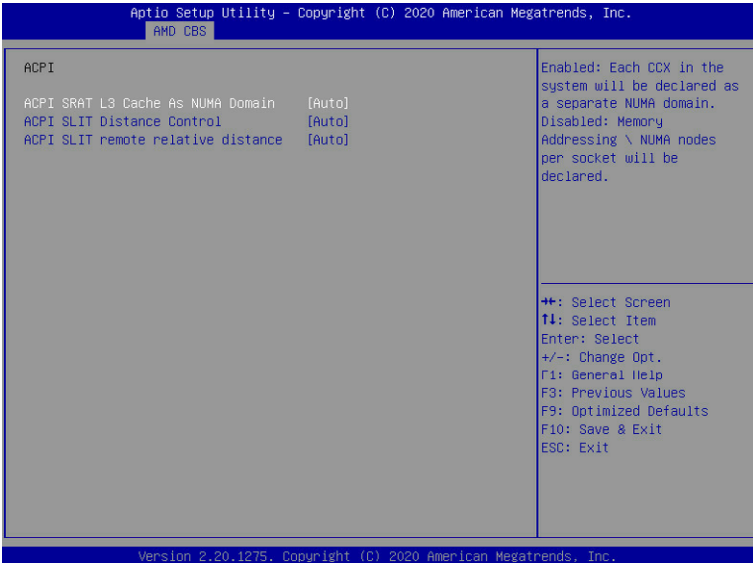 Aptio Setup Utility – Copyright (C) 2020 American Megatrends, Inc.
AMD CBS
ACPI
ACPI SRAT L3 Cache As NUMA Domain [Auto]
ACPI SLIT Distance Control [Auto]
ACPI SLIT remote relative distance [Auto]
Enabled: Each CCX in the
system will be declared as
a separate NUMA domain.
Disabled: Memory
Addressing \ NUMA nodes
per socket will be
declared.
→←: Select Screen
↑↓: Select Item
Enter: Select
+/-: Change Opt.
F1: General Help
F3: Previous Values
F9: Optimized Defaults
F10: Save & Exit
ESC: Exit
Version 2.20.1275. Copyright (C) 2020 American Megatrends, Inc.